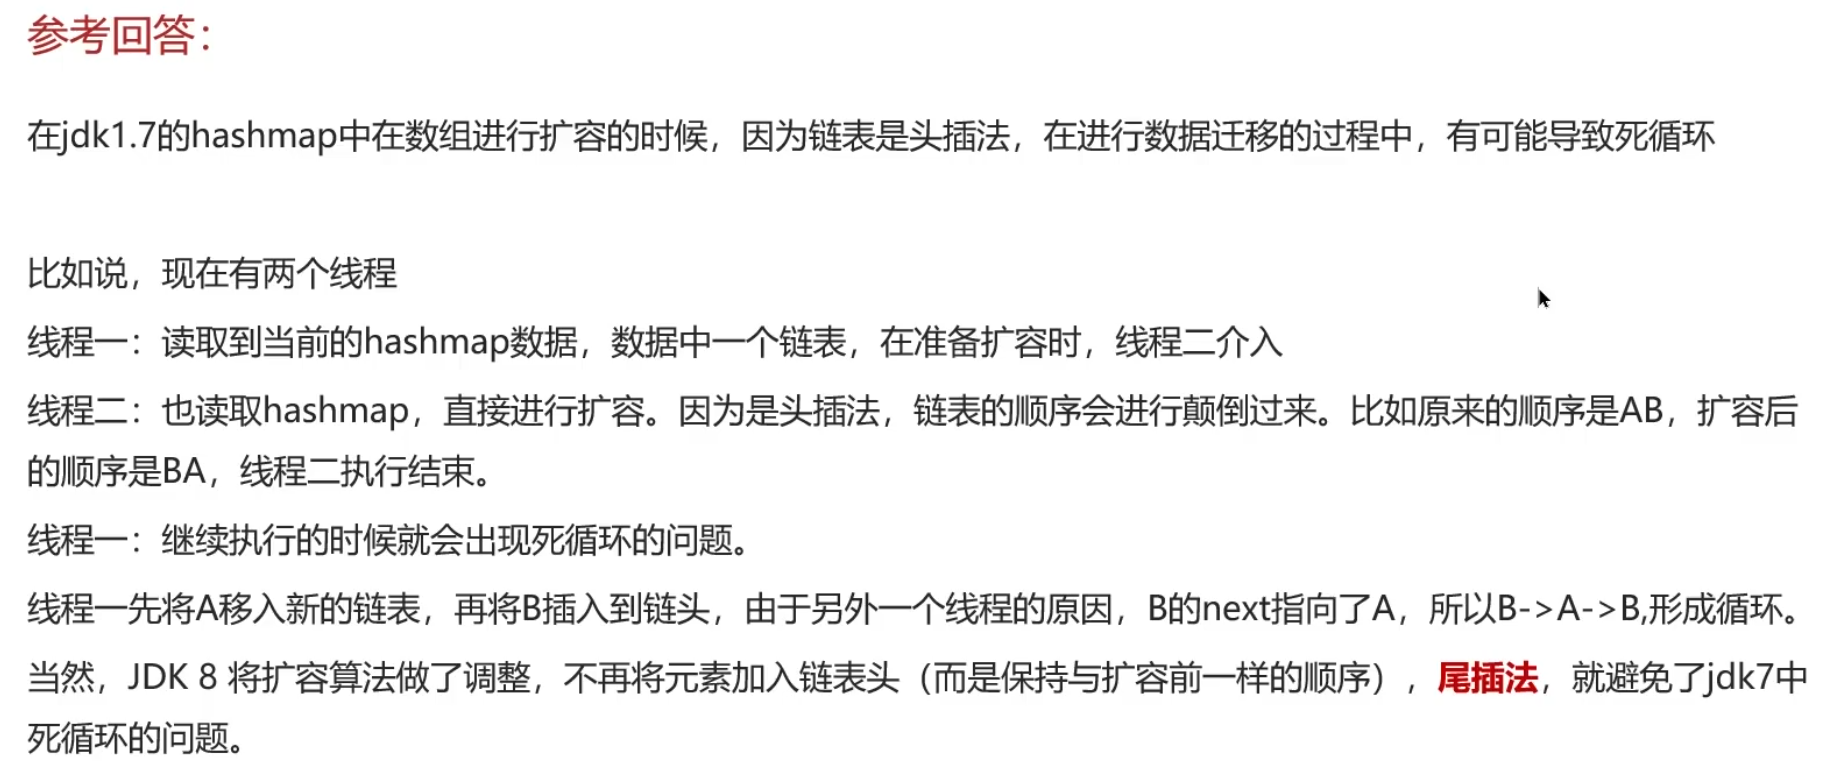 参考回答：
在jdk1.7的hashmap中在数组进行扩容的时候，因为链表是头插法，在进行数据迁移的过程中，有可能导致死循环
比如说，现在有两个线程
线程一：读取到当前的hashmap数据，数据中一个链表，在准备扩容时，线程二介入
线程二：也读取hashmap，直接进行扩容。因为是头插法，链表的顺序会进行颠倒过来。比如原来的顺序是AB，扩容后
的顺序是BA，线程二执行结束。
线程一：继续执行的时候就会出现死循环的问题。
线程一先将A移入新的链表，再将B插入到链头，由于另外一个线程的原因，B的next指向了A，所以B->A->B,形成循环。
当然，JDK 8 将扩容算法做了调整，不再将元素加入链表头（而是保持与扩容前一样的顺序），尾插法，就避免了jdk7中
死循环的问题。